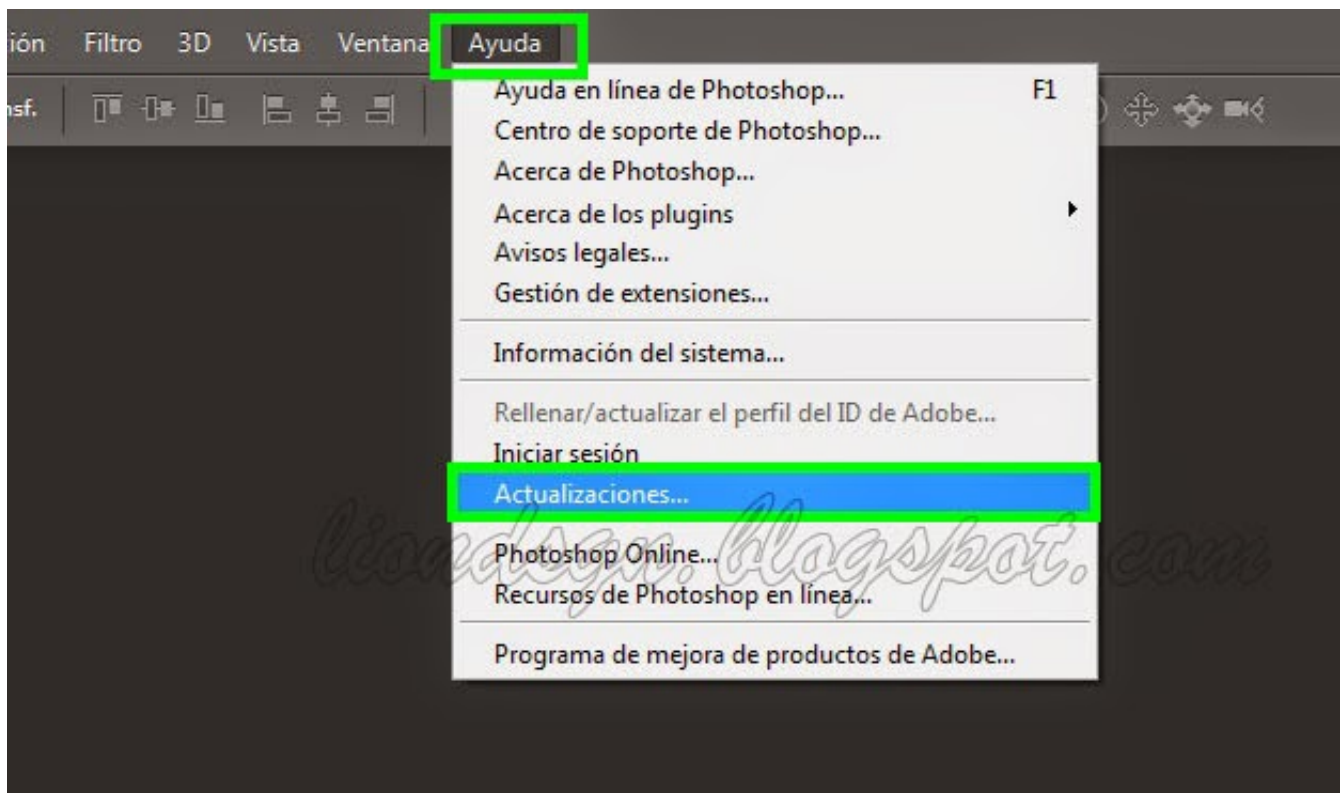 ión Filtro 3D Vista Ventana Ayuda
nsf.
Ayuda en línea de Photoshop... F1
Centro de soporte de Photoshop...
Acerca de Photoshop...
Acerca de los plugins
Avisos legales...
Gestión de extensiones...
Información del sistema...
Rellenar/actualizar el perfil del ID de Adobe...
Iniciar sesión
Actualizaciones...
liondsgn.blogspot.com
Photoshop Online...
Recursos de Photoshop en línea...
Programa de mejora de productos de Adobe...